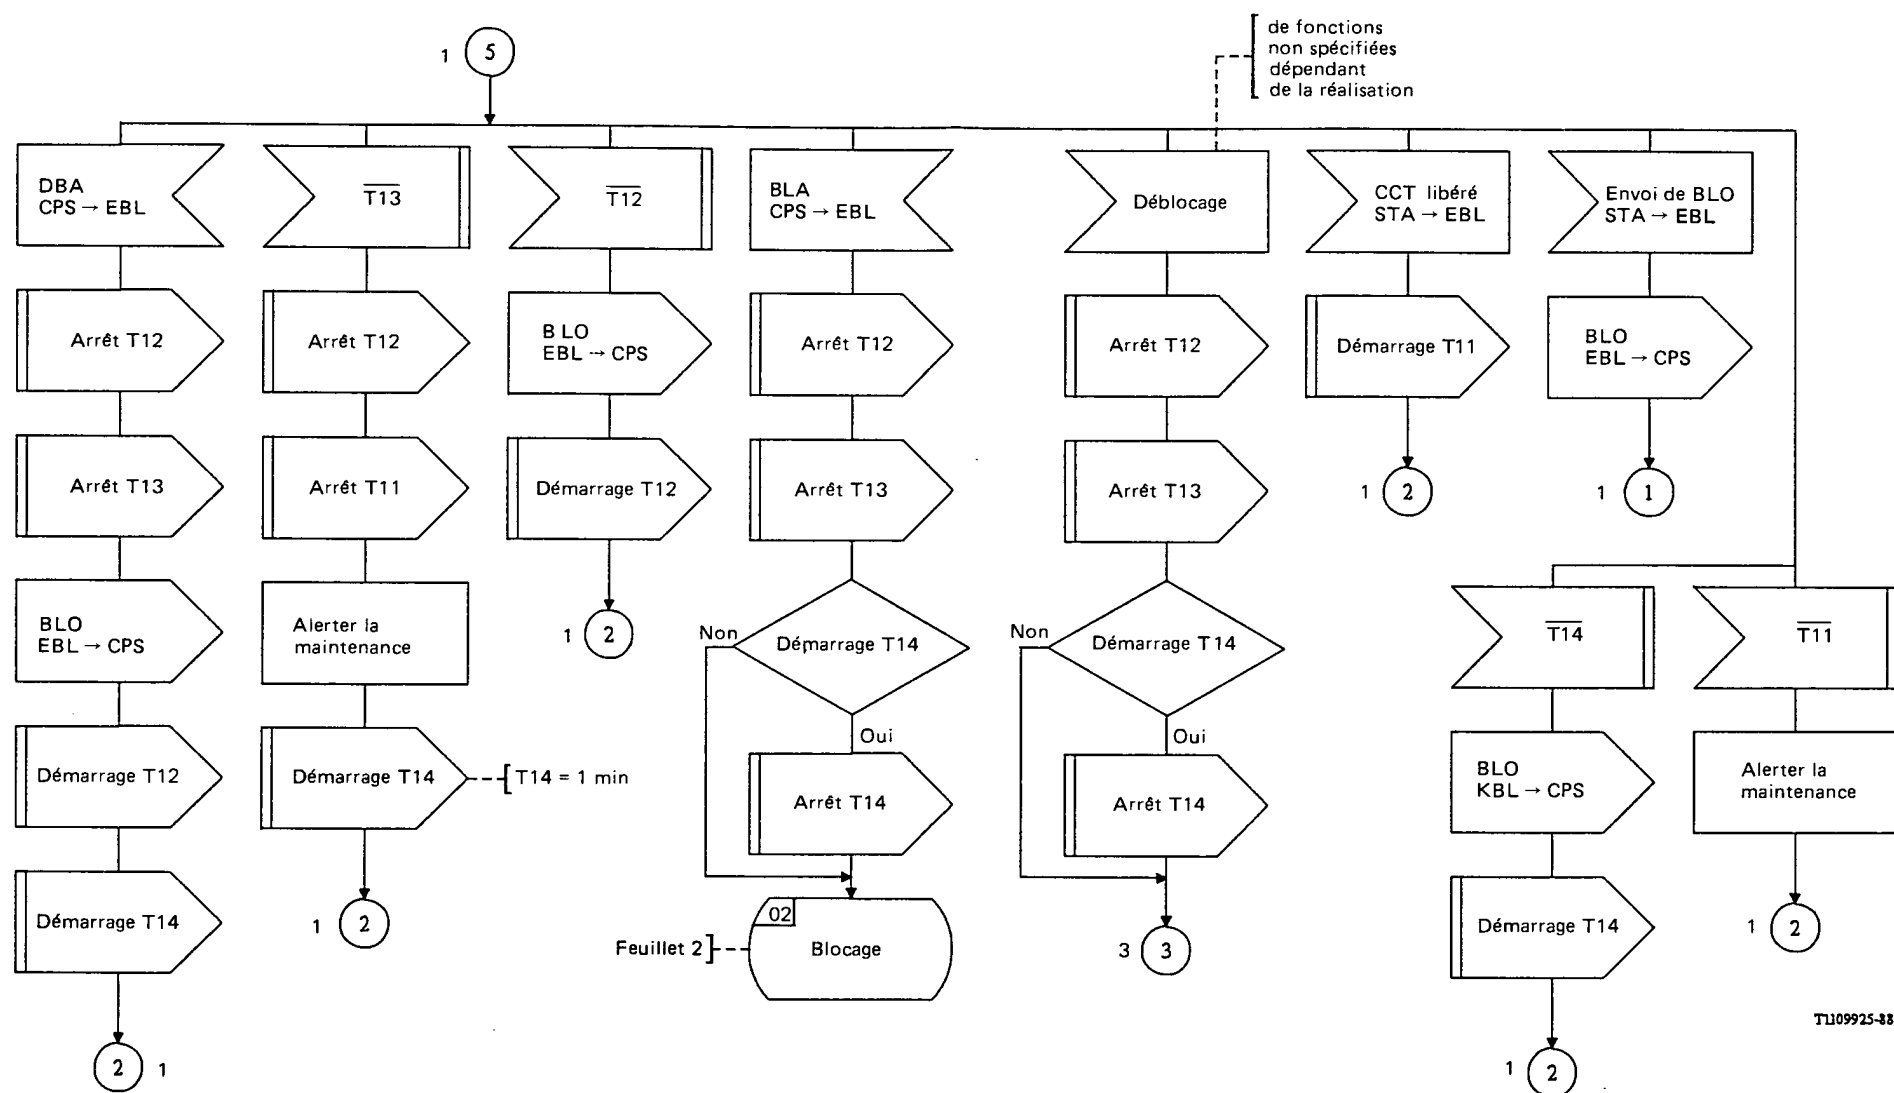 1 5
de fonctions
non spécifiées
dépendant
de la réalisation
DBA
CPS → EBL
Arrêt T12
Arrêt T13
BLO
EBL → CPS
Démarrage T12
Démarrage T14
2 1
T13
Arrêt T12
Arrêt T11
Alerter la
maintenance
Démarrage T14
T14 = 1 min
1 2
T12
BLO
EBL → CPS
Démarrage T12
1 2
BLA
CPS → EBL
Arrêt T12
Arrêt T13
Démarrage T14
Non
Oui
Arrêt T14
02
Blocage
Feuillet 2
Déblocage
Arrêt T12
Arrêt T13
Démarrage T14
Non
Oui
Arrêt T14
3 3
CCT libéré
STA → EBL
Démarrage T11
1 2
Envoi de BLO
STA → EBL
BLO
EBL → CPS
1 1
T14
BLO
KBL → CPS
Démarrage T14
1 2
T11
Alerter la
maintenance
1 2
T1109925-88